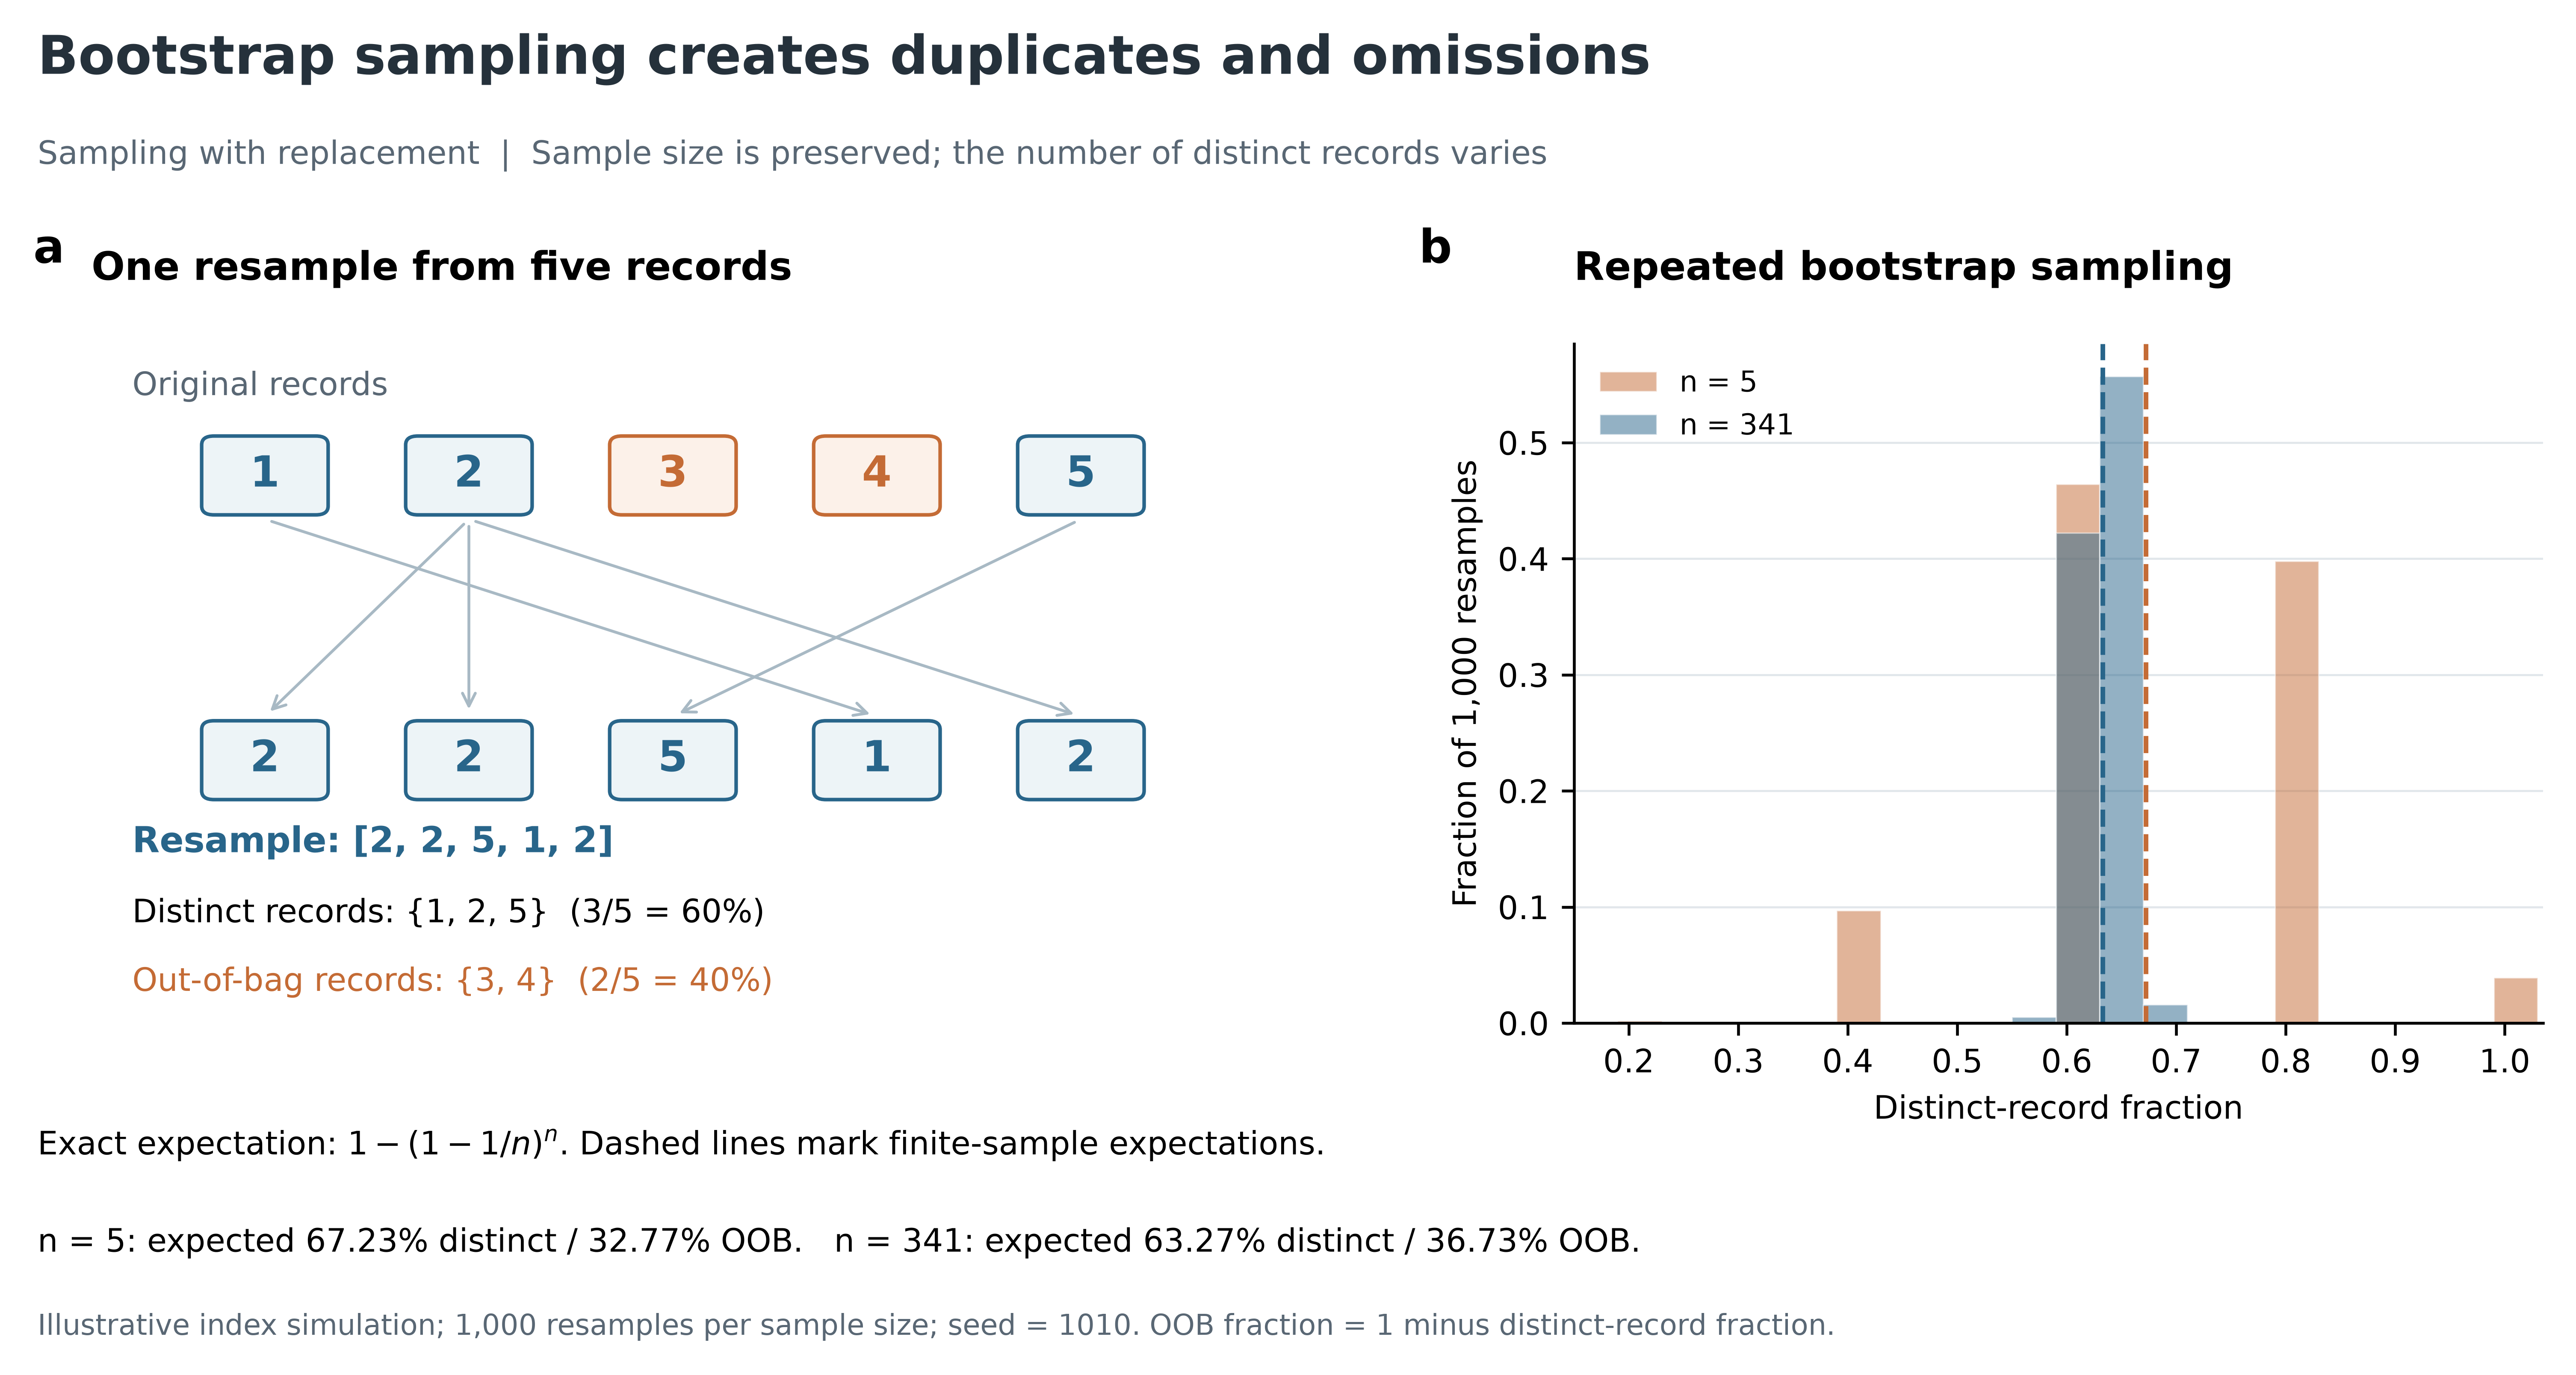 Bootstrap sampling creates duplicates and omissions
Sampling with replacement | Sample size is preserved; the number of distinct records varies
a One resample from five records
Original records
1 2 3 4 5
2 2 5 1 2
Resample: [2, 2, 5, 1, 2]
Distinct records: {1, 2, 5} (3/5 = 60%)
Out-of-bag records: {3, 4} (2/5 = 40%)
b Repeated bootstrap sampling
n = 5
n = 341
Fraction of 1,000 resamples
0.5
0.4
0.3
0.2
0.1
0.0
0.2 0.3 0.4 0.5 0.6 0.7 0.8 0.9 1.0
Distinct-record fraction
Exact expectation: 1 − (1 − 1/n)ⁿ. Dashed lines mark finite-sample expectations.
n = 5: expected 67.23% distinct / 32.77% OOB. n = 341: expected 63.27% distinct / 36.73% OOB.
Illustrative index simulation; 1,000 resamples per sample size; seed = 1010. OOB fraction = 1 minus distinct-record fraction.